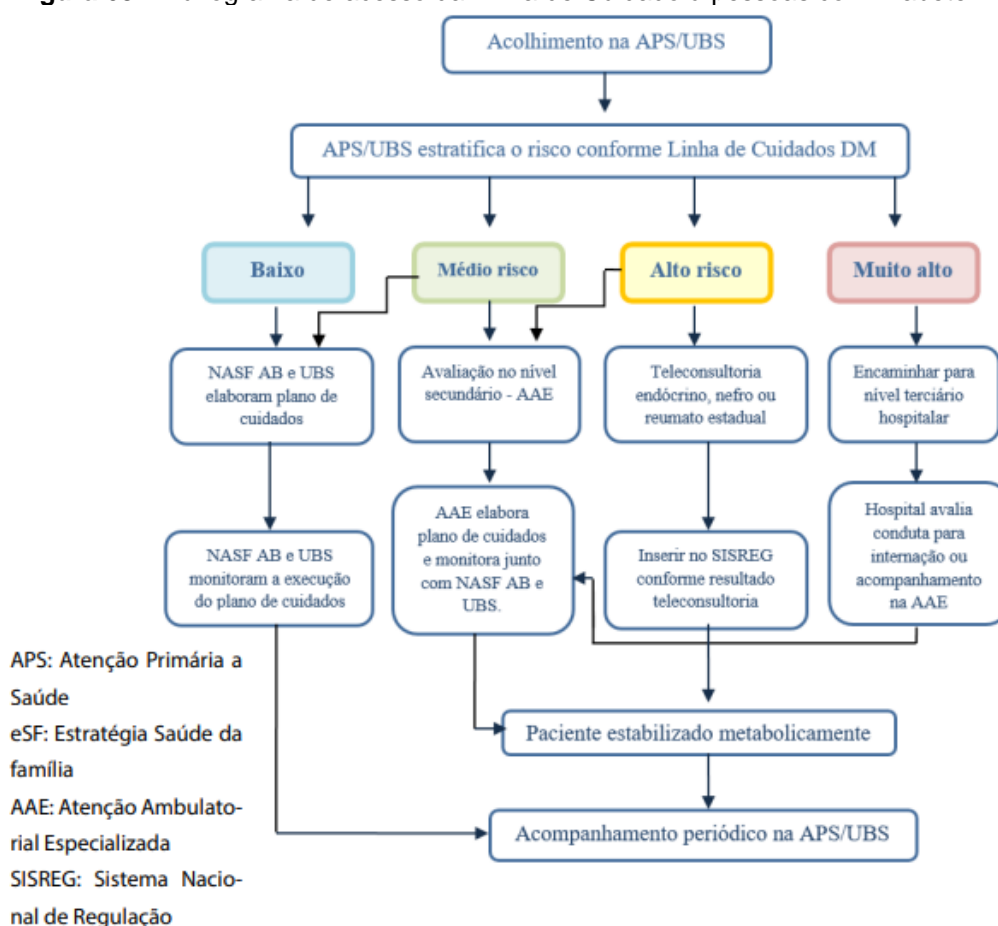 Acolhimento na APS/UBS
APS/UBS estratifica o risco conforme Linha de Cuidados DM
Baixo
Médio risco
Alto risco
Muito alto
NASF AB e UBS
elaboram plano de
cuidados
Avaliação no nível
secundário - AAE
Teleconsultoria
endócrino, nefro ou
reumato estadual
Encaminhar para
nível terciário
hospitalar
NASF AB e UBS
monitoram a execução
do plano de cuidados
AAE elabora
plano de cuidados
e monitora junto
com NASF AB e
UBS.
Inserir no SISREG
conforme resultado
teleconsultoria
Hospital avalia
conduta para
internação ou
acompanhamento
na AAE
Paciente estabilizado metabolicamente
Acompanhamento periódico na APS/UBS
APS: Atenção Primária a
Saúde
eSF: Estratégia Saúde da
família
AAE: Atenção Ambulato-
rial Especializada
SISREG: Sistema Nacio-
nal de Regulação